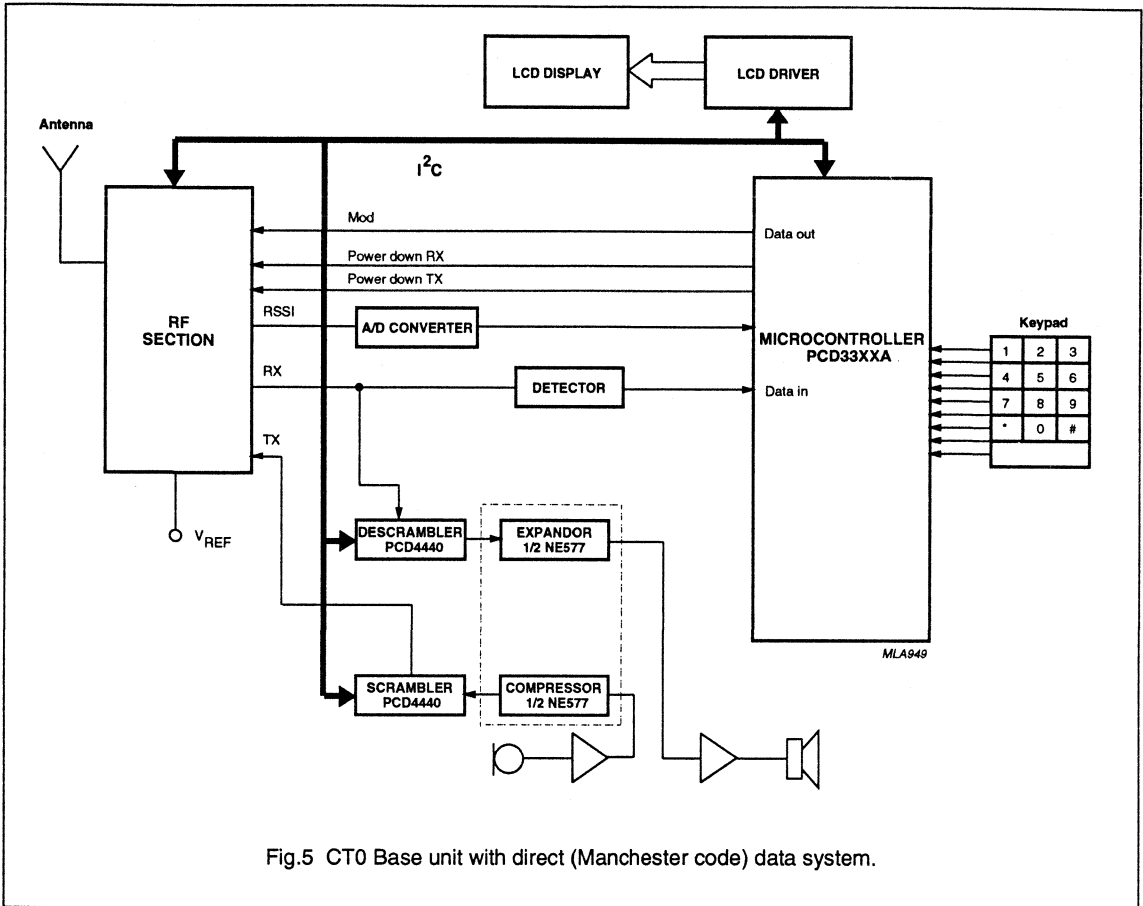 LCD DISPLAY
LCD DRIVER
Antenna
I²C
Mod
Data out
Power down RX
Power down TX
RSSI
A/D CONVERTER
RF
SECTION
MICROCONTROLLER
PCD33XXA
Keypad
1 2 3
4 5 6
7 8 9
* 0 #
RX
DETECTOR
Data in
TX
V_REF
DESCRAMBLER
PCD4440
EXPANDOR
1/2 NE577
MLA949
SCRAMBLER
PCD4440
COMPRESSOR
1/2 NE577
Fig.5 CT0 Base unit with direct (Manchester code) data system.